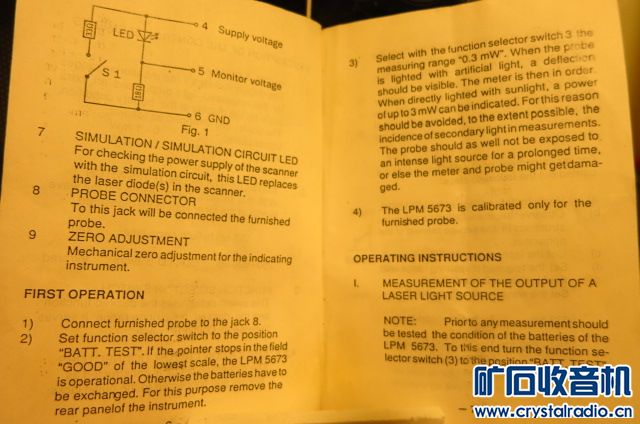 4 Supply voltage
LED
S 1
5 Monitor voltage
6 GND
Fig. 1
7 SIMULATION / SIMULATION CIRCUIT LED
For checking the power supply of the scanner
with the simulation circuit, this LED replaces
the laser diode(s) in the scanner.
8 PROBE CONNECTOR
To this jack will be connected the furnished
probe.
9 ZERO ADJUSTMENT
Mechanical zero adjustment for the indicating
instrument.
FIRST OPERATION
1) Connect furnished probe to the jack 8.
2) Set function selector switch to the position
"BATT. TEST". If the pointer stops in the field
"GOOD" of the lowest scale, the LPM 5673
is operational. Otherwise the batteries have to
be exchanged. For this purpose remove the
rear panelof the instrument.
3) Select with the function selector switch 3 the
measuring range "0.3 mW". When the probe
is lighted with artificial light, a deflection
should be visible. The meter is then in order.
When directly lighted with sunlight, a power
of up to 3 mW can be indicated. For this reason
should be avoided, to the extent possible, the
incidence of secondary light in measurements.
The probe should as well not be exposed to
an intense light source for a prolonged time,
or else the meter and probe might get dama-
ged.
4) The LPM 5673 is calibrated only for the
furnished probe.
OPERATING INSTRUCTIONS
I. MEASUREMENT OF THE OUTPUT OF A
LASER LIGHT SOURCE
NOTE: Prior to any measurement should
be tested the condition of the batteries of the
LPM 5673. To this end turn the function se-
lector switch (3) to the position "BATT. TEST"
矿石收音机
www.crystalradio.cn